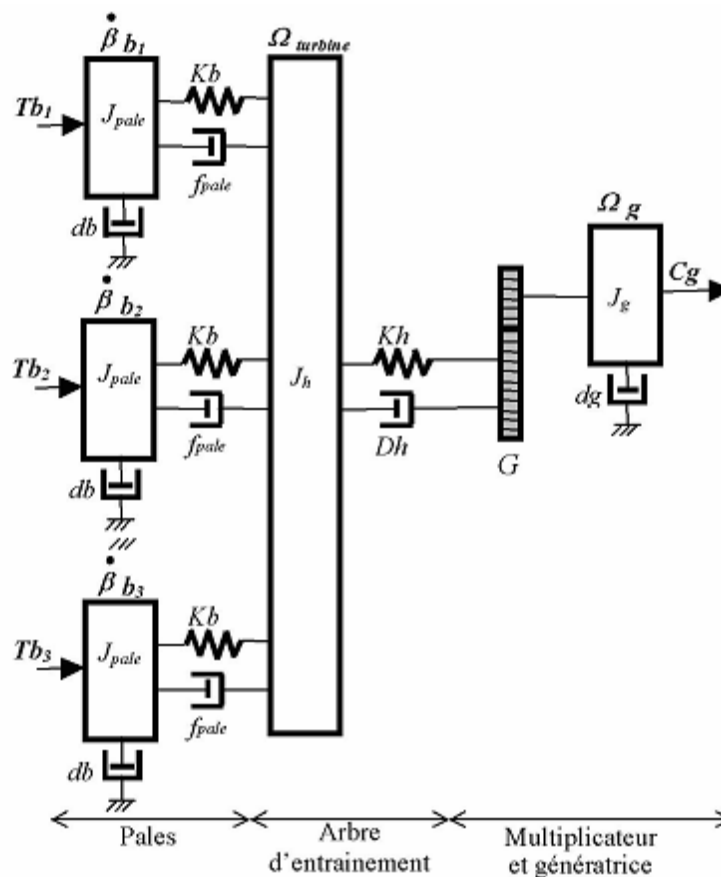 β̇ b1
Ω turbine
Kb
Tb1
Jpale
fpale
db
β̇ b2
Ω g
Kb
Cg
Tb2
Jpale
Jh
Kh
Jg
fpale
Dh
dg
G
db
β̇ b3
Kb
Tb3
Jpale
fpale
db
Pales
Arbre
d'entrainement
Multiplicateur
et génératrice